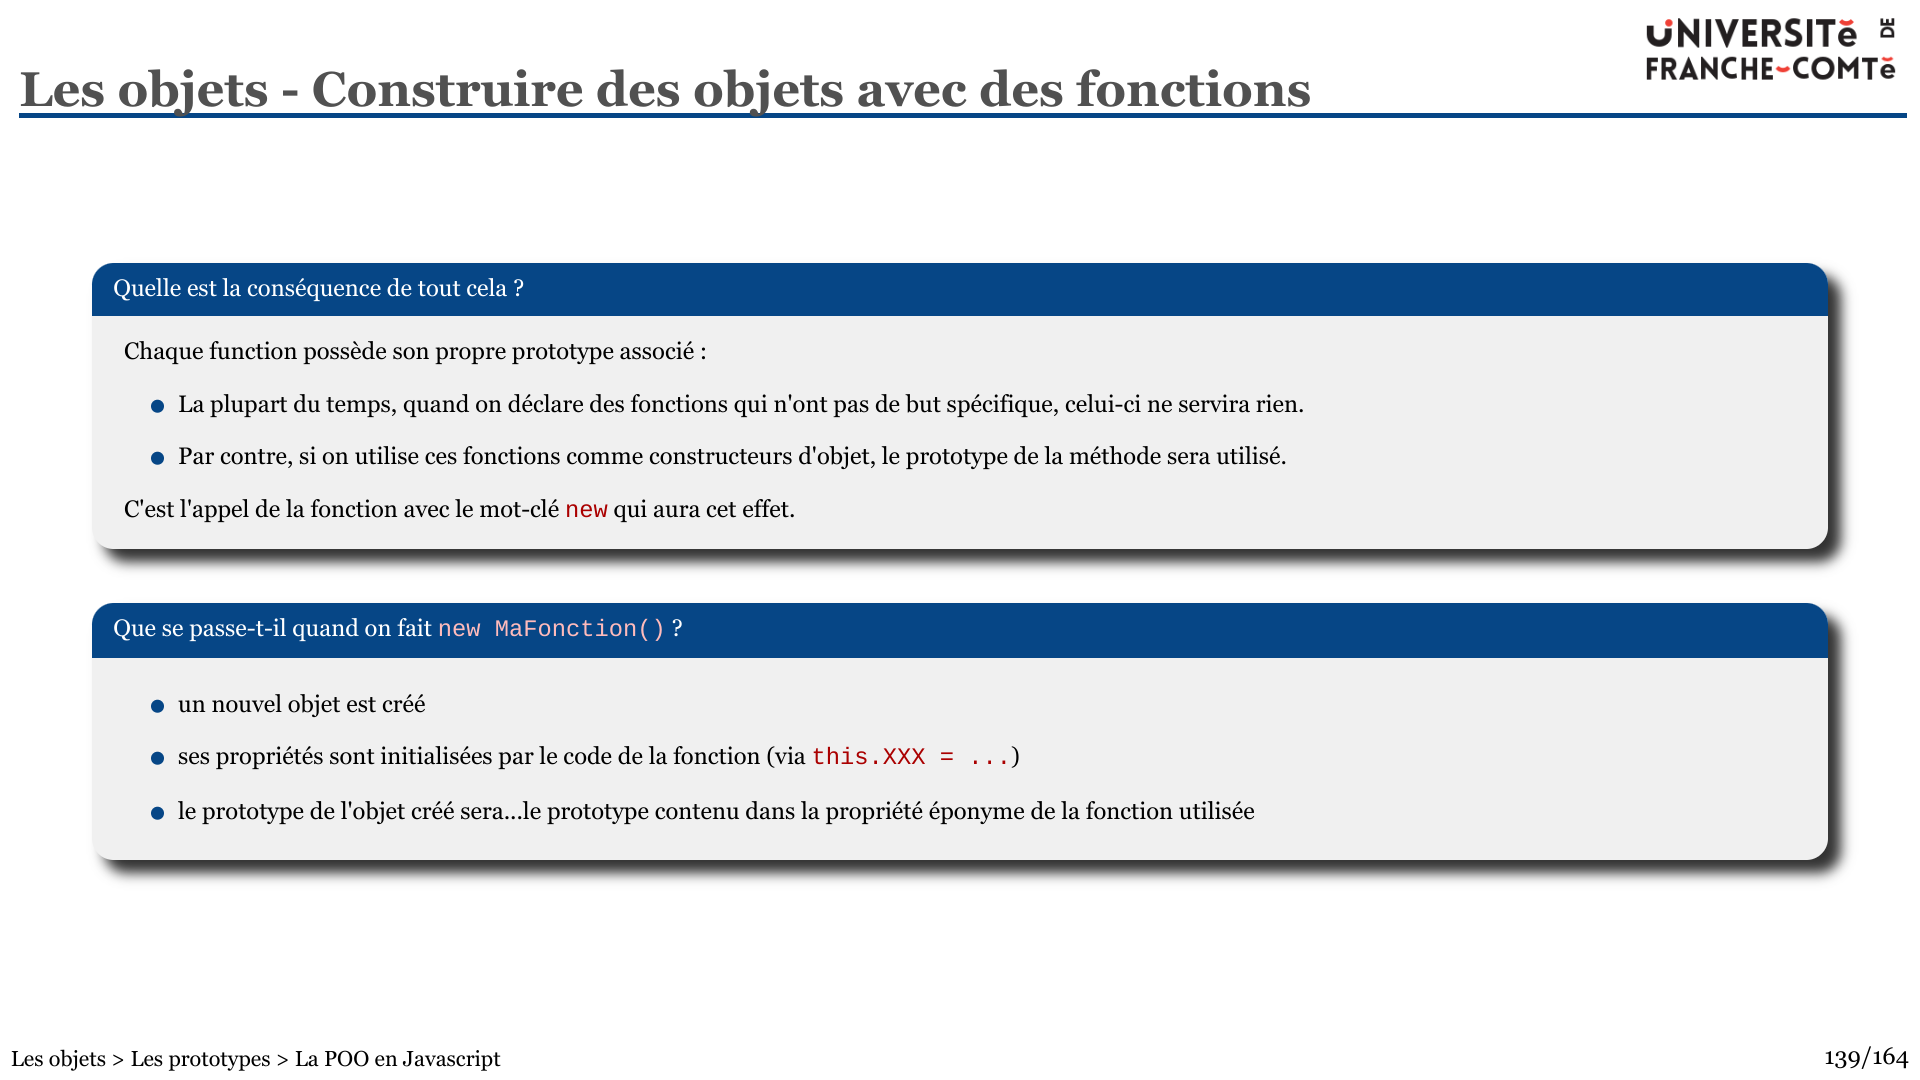 UNIVERSITĕ DE
FRANCHE-COMTĕ
Les objets - Construire des objets avec des fonctions
Quelle est la conséquence de tout cela ?
Chaque function possède son propre prototype associé :
La plupart du temps, quand on déclare des fonctions qui n'ont pas de but spécifique, celui-ci ne servira rien.
Par contre, si on utilise ces fonctions comme constructeurs d'objet, le prototype de la méthode sera utilisé.
C'est l'appel de la fonction avec le mot-clé new qui aura cet effet.
Que se passe-t-il quand on fait new MaFonction() ?
un nouvel objet est créé
ses propriétés sont initialisées par le code de la fonction (via this.XXX = ...)
le prototype de l'objet créé sera...le prototype contenu dans la propriété éponyme de la fonction utilisée
Les objets > Les prototypes > La POO en Javascript
139/164